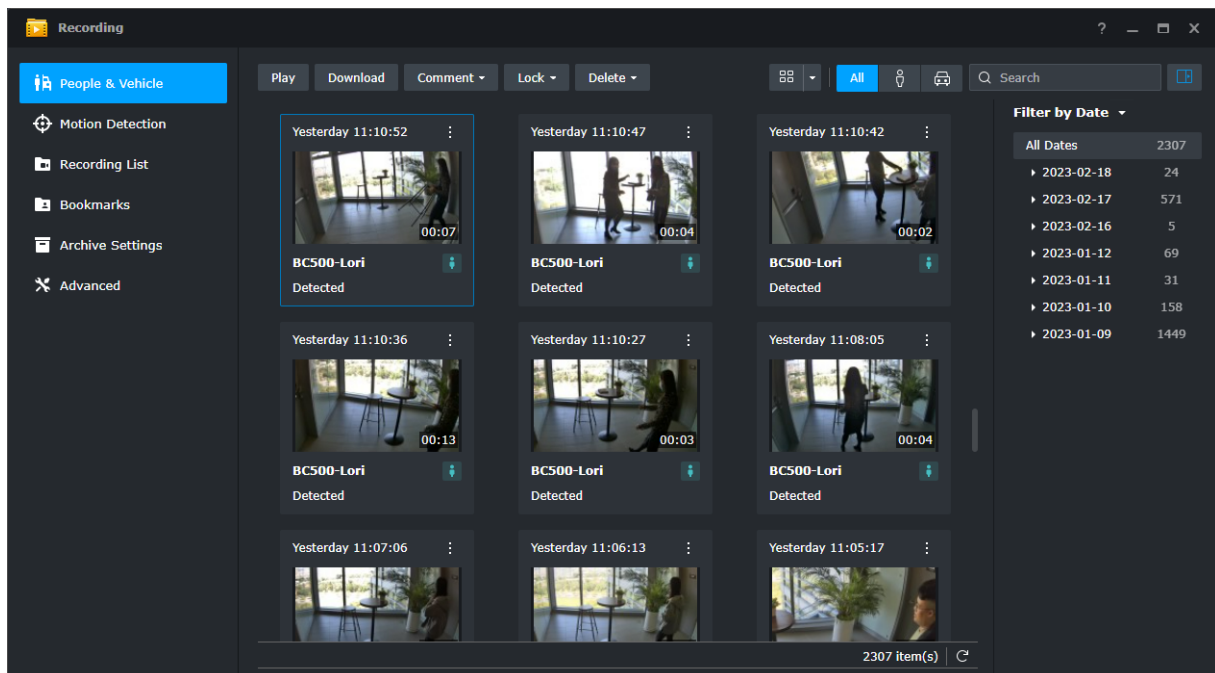 Recording
?
People & Vehicle
Motion Detection
Recording List
Bookmarks
Archive Settings
Advanced
Play Download Comment Lock Delete
All
Search
Yesterday 11:10:52
00:07
BC500-Lori
Detected
Yesterday 11:10:47
00:04
BC500-Lori
Detected
Yesterday 11:10:42
00:02
BC500-Lori
Detected
Yesterday 11:10:36
00:13
BC500-Lori
Detected
Yesterday 11:10:27
00:03
BC500-Lori
Detected
Yesterday 11:08:05
00:04
BC500-Lori
Detected
Yesterday 11:07:06
Yesterday 11:06:13
Yesterday 11:05:17
2307 item(s)
Filter by Date
All Dates 2307
2023-02-18 24
2023-02-17 571
2023-02-16 5
2023-01-12 69
2023-01-11 31
2023-01-10 158
2023-01-09 1449